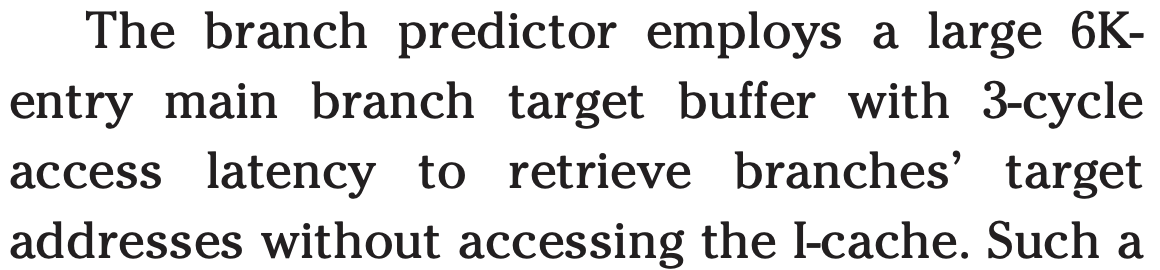 The branch predictor employs a large 6K-
entry main branch target buffer with 3-cycle
access latency to retrieve branches’ target
addresses without accessing the I-cache. Such a